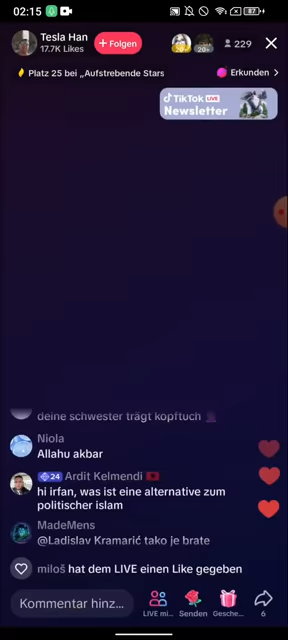 02:15
87
Tesla Han
17.7K Likes
+ Folgen
20+
229
Platz 25 bei „Aufstrebende Stars
Erkunden >
TikTok LIVE
Newsletter
deine schwester trägt kopftuch
Niola
Allahu akbar
24 Ardit Kelmendi
hi irfan, was ist eine alternative zum
politischer islam
MadeMens
@Ladislav Kramarić tako je brate
miloš hat dem LIVE einen Like gegeben
Kommentar hinz...
LIVE mi...
Senden
Gesche...
6